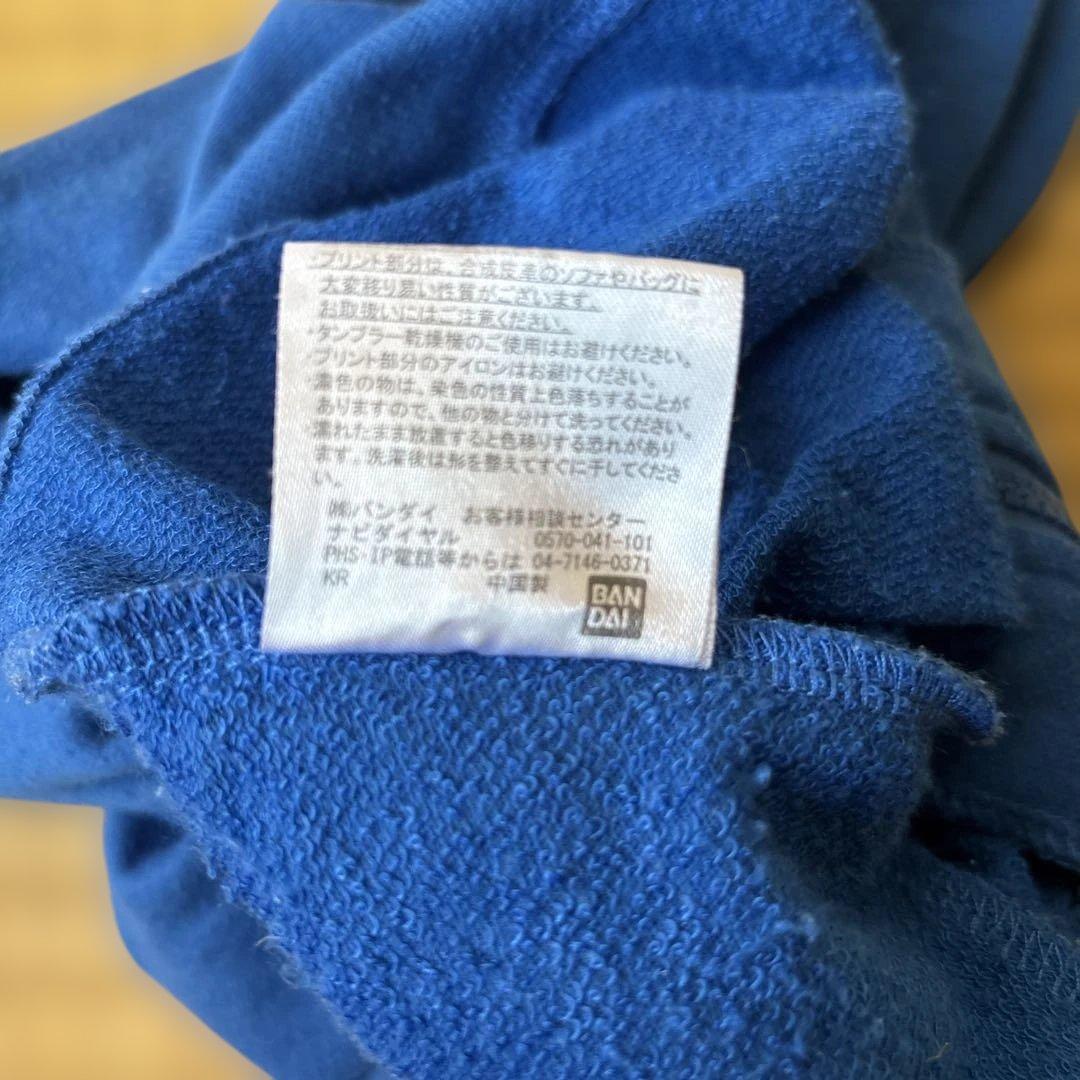 ・プリント部分は、合成皮革のソファやバッグに
大変移り易い性質がございます。
お取扱いにはご注意ください。
・タンブラー乾燥機のご使用はお避けください。
・プリント部分のアイロンはお避けください。
・濃色の物は、染色の性質上色落ちすることが
ありますので、他の物と分けて洗ってください。
濡れたまま放置すると色移りする恐れがあり
ます。洗濯後は形を整えてすぐに干してくださ
い。
㈱バンダイ お客様相談センター
ナビダイヤル 0570-041-101
PHS・IP電話等からは 04-7146-0371
KR 中国製
BAN
DAI